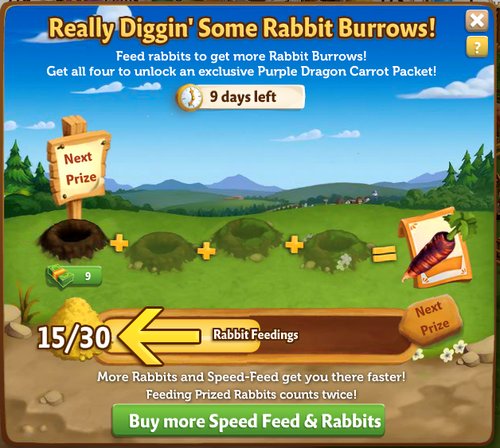 Really Diggin' Some Rabbit Burrows!
Feed rabbits to get more Rabbit Burrows!
Get all four to unlock an exclusive Purple Dragon Carrot Packet!
?
9 days left
Next
Prize
9
15/30
Rabbit Feedings
Next
Prize
More Rabbits and Speed-Feed get you there faster!
Feeding Prized Rabbits counts twice!
Buy more Speed Feed & Rabbits